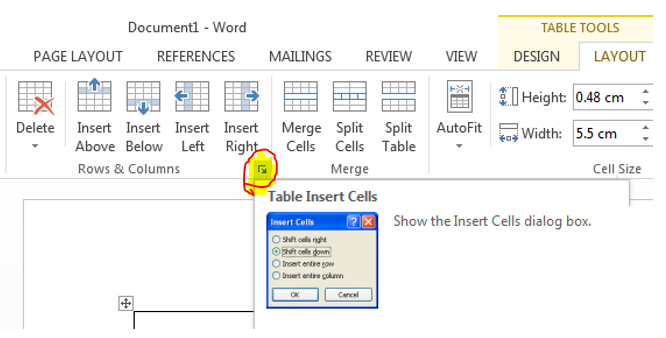 Document1 - Word
TABLE TOOLS
PAGE LAYOUT REFERENCES MAILINGS REVIEW VIEW DESIGN LAYOUT
Delete
Insert Above
Insert Below
Insert Left
Insert Right
Merge Cells
Split Cells
Split Table
AutoFit
Height: 0.48 cm
Width: 5.5 cm
Rows & Columns
Merge
Cell Size
Table Insert Cells
Show the Insert Cells dialog box.
Insert Cells
Shift cells right
Shift cells down
Insert entire row
Insert entire column
OK Cancel